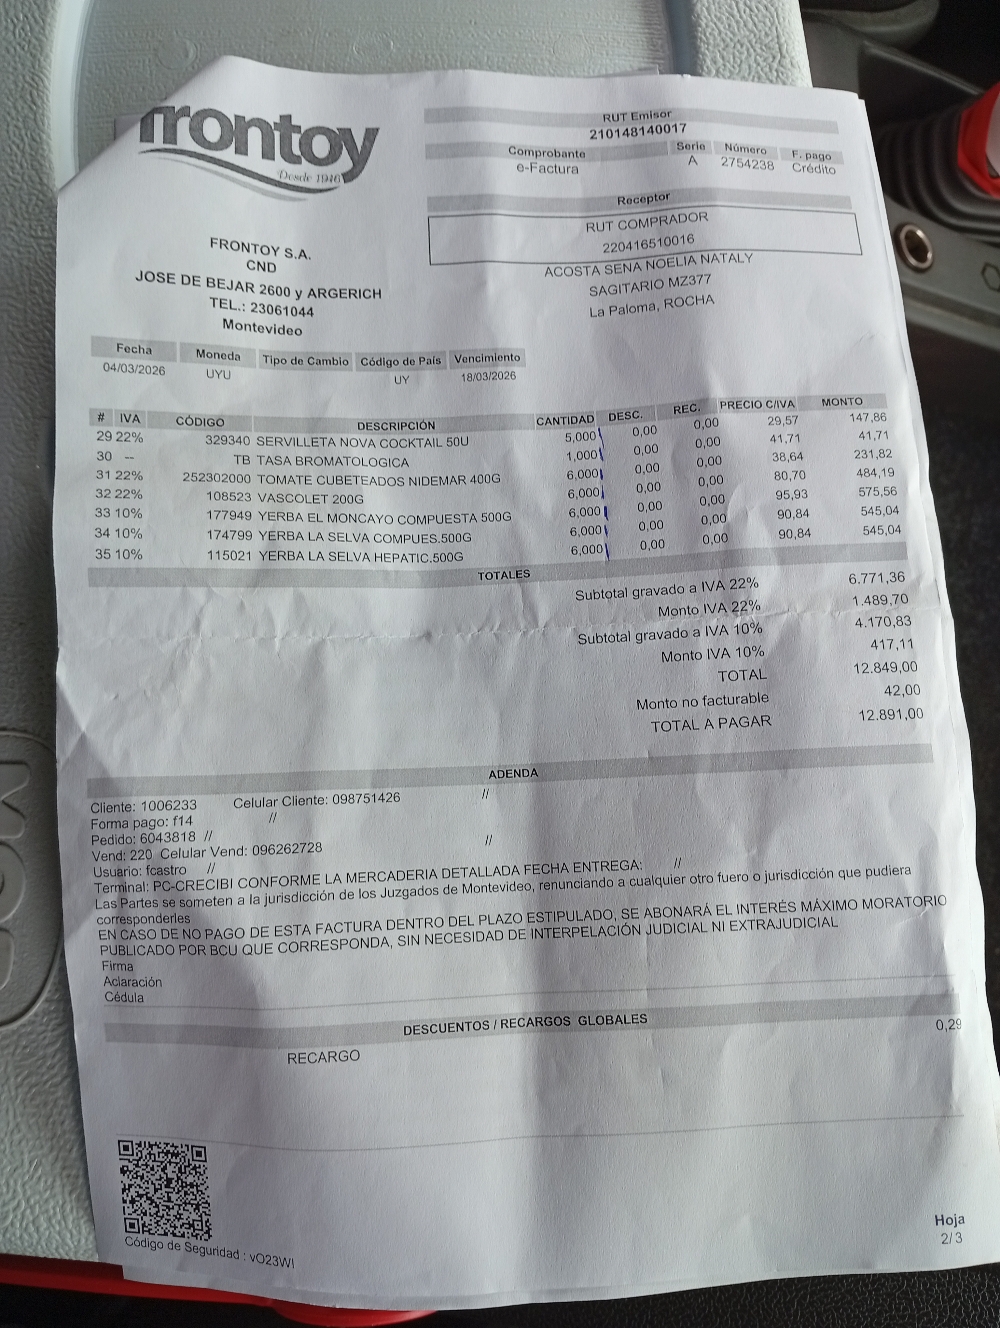 frontoy
Desde 1946
RUT Emisor
210148140017
Comprobante Serie Número F. pago
e-Factura A 2754238 Crédito
Receptor
RUT COMPRADOR
220416510016
ACOSTA SENA NOELIA NATALY
SAGITARIO MZ377
La Paloma, ROCHA
FRONTOY S.A.
CND
JOSE DE BEJAR 2600 y ARGERICH
TEL.: 23061044
Montevideo
Fecha Moneda Tipo de Cambio Código de País Vencimiento
04/03/2026 UYU UY 18/03/2026
# IVA CÓDIGO DESCRIPCIÓN CANTIDAD DESC. REC. PRECIO C/IVA MONTO
29 22% 329340 SERVILLETA NOVA COCKTAIL 50U 5,000 0,00 0,00 29,57 147,86
30 -- TB TASA BROMATOLOGICA 1,000 0,00 0,00 41,71 41,71
31 22% 252302000 TOMATE CUBETEADOS NIDEMAR 400G 6,000 0,00 0,00 38,64 231,82
32 22% 108523 VASCOLET 200G 6,000 0,00 0,00 80,70 484,19
33 10% 177949 YERBA EL MONCAYO COMPUESTA 500G 6,000 0,00 0,00 95,93 575,56
34 10% 174799 YERBA LA SELVA COMPUES.500G 6,000 0,00 0,00 90,84 545,04
35 10% 115021 YERBA LA SELVA HEPATIC.500G 6,000 0,00 0,00 90,84 545,04
TOTALES
Subtotal gravado a IVA 22% 6.771,36
Monto IVA 22% 1.489,70
Subtotal gravado a IVA 10% 4.170,83
Monto IVA 10% 417,11
TOTAL 12.849,00
Monto no facturable 42,00
TOTAL A PAGAR 12.891,00
ADENDA
Cliente: 1006233 Celular Cliente: 098751426 //
Forma pago: f14 //
Pedido: 6043818 //
Vend: 220 Celular Vend: 096262728 //
Usuario: fcastro //
Terminal: PC-CRECIBI CONFORME LA MERCADERIA DETALLADA FECHA ENTREGA: //
Las Partes se someten a la jurisdicción de los Juzgados de Montevideo, renunciando a cualquier otro fuero o jurisdicción que pudiera
corresponderles
EN CASO DE NO PAGO DE ESTA FACTURA DENTRO DEL PLAZO ESTIPULADO, SE ABONARÁ EL INTERÉS MÁXIMO MORATORIO
PUBLICADO POR BCU QUE CORRESPONDA, SIN NECESIDAD DE INTERPELACIÓN JUDICIAL NI EXTRAJUDICIAL
Firma
Aclaración
Cédula
DESCUENTOS / RECARGOS GLOBALES
RECARGO 0,29
Código de Seguridad : vO23WI
Hoja
2/3